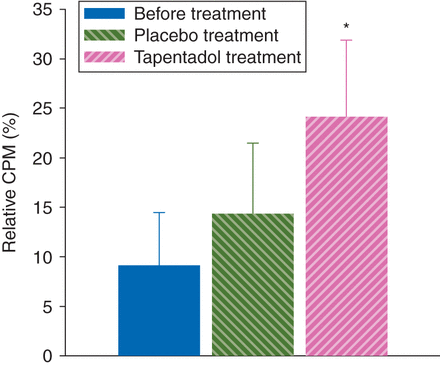 Before treatment
Placebo treatment
Tapentadol treatment
*
Relative CPM (%)
35
30
25
20
15
10
5
0